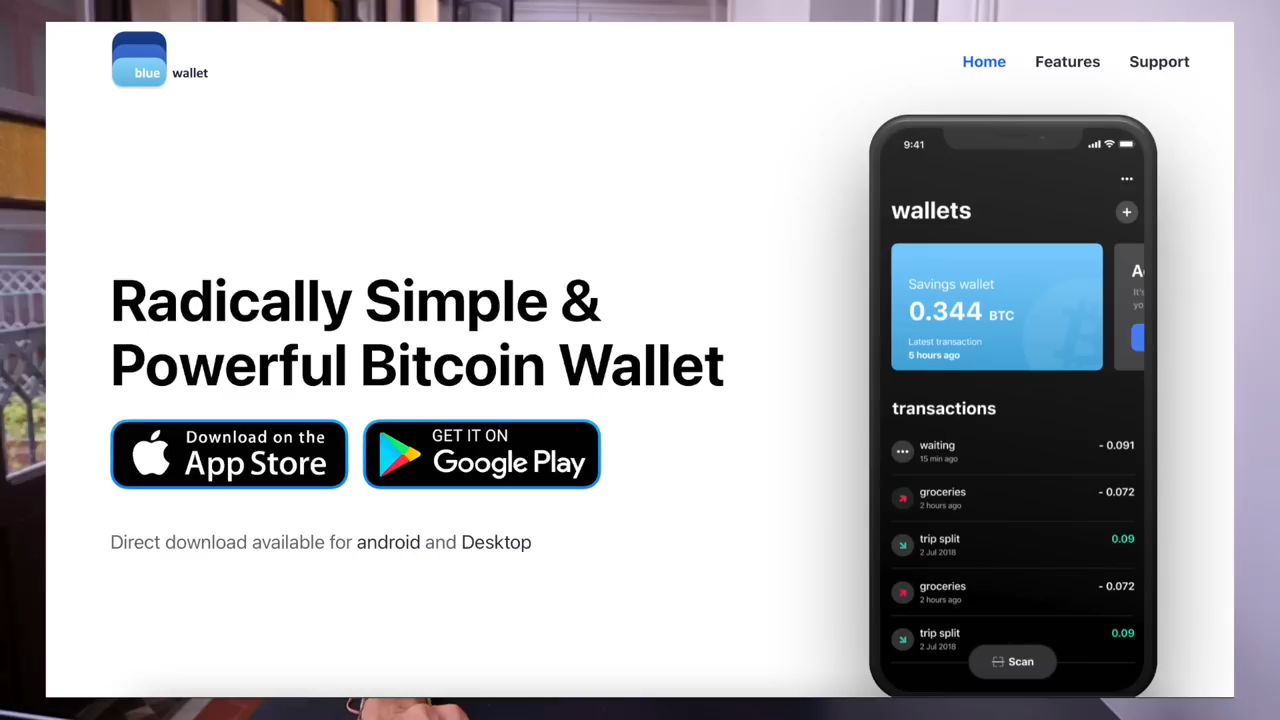 blue wallet
Home Features Support
Radically Simple &
Powerful Bitcoin Wallet
Download on the
App Store
GET IT ON
Google Play
Direct download available for android and Desktop
9:41
wallets
Savings wallet
0.344 BTC
Latest transaction
5 hours ago
transactions
waiting - 0.091
15 min ago
groceries - 0.072
2 hours ago
trip split 0.09
2 Jul 2018
groceries - 0.072
2 hours ago
trip split 0.09
2 Jul 2018
Scan